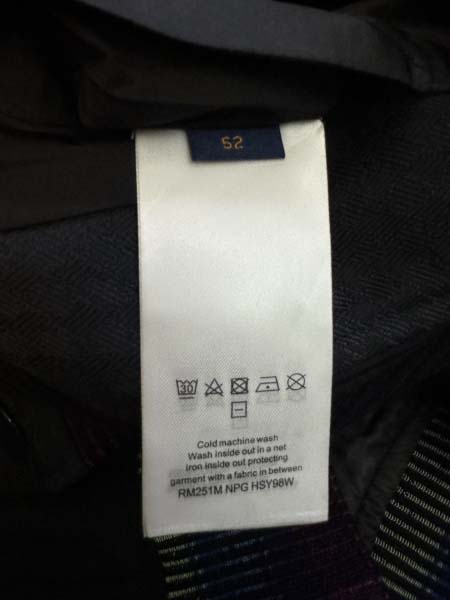 52
30
Cold machine wash
Wash inside out in a net
Iron inside out protecting
garment with a fabric in between
RM251M NPG HSY98W